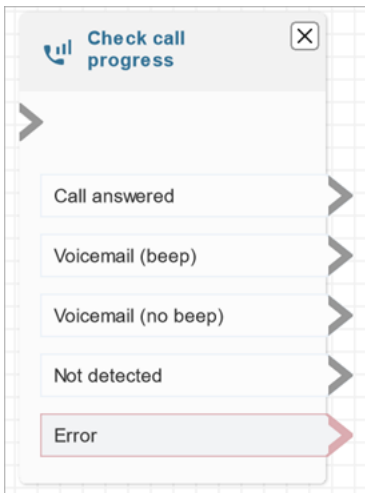 Check call
progress
Call answered
Voicemail (beep)
Voicemail (no beep)
Not detected
Error